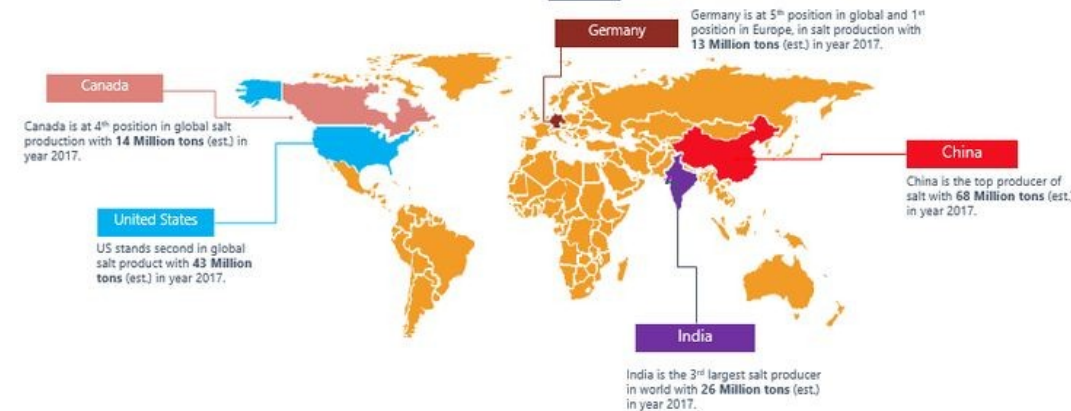 Germany
Germany is at 5th position in global and 1st
position in Europe, in salt production with
13 Million tons (est.) in year 2017.
Canada
Canada is at 4th position in global salt
production with 14 Million tons (est.) in
year 2017.
China
China is the top producer of
salt with 68 Million tons (est.)
in year 2017.
United States
US stands second in global
salt product with 43 Million
tons (est.) in year 2017.
India
India is the 3rd largest salt producer
in world with 26 Million tons (est.)
in year 2017.